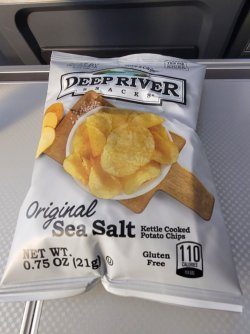 DEEP RIVER
SNACKS
Original
Sea Salt
Kettle Cooked
Potato Chips
NET WT.
0.75 OZ (21g)
Gluten
Free
110
CALORIES